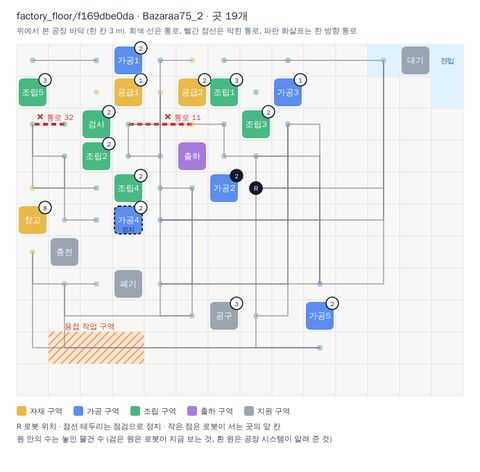 factory_floor/f169dbe0da · Bazaraa75_2 · 곳 19개
위에서 본 공장 바닥 (한 칸 3 m). 회색 선은 통로, 빨간 점선은 막힌 통로, 파란 화살표는 한 방향 통로
가공1 2
대기
전립
조립5 3
공급1 1
공급2 2
조립1 3
가공3 1
× 통로 32
× 통로 11
검사 2
조립3 2
조립2 2
출하
조립4 2
가공2 2
R
창고 8
가공4 2
정지
충전
폐기
공구 3
가공5 2
용접 작업 구역
자재 구역
가공 구역
조립 구역
출하 구역
지원 구역
R 로봇 위치 · 점선 테두리는 점검으로 정지 · 작은 점은 로봇이 서는 곳의 앞 칸
원 안의 수는 놓인 물건 수 (검은 원은 로봇이 지금 보는 것, 흰 원은 공장 시스템이 알려 준 것)